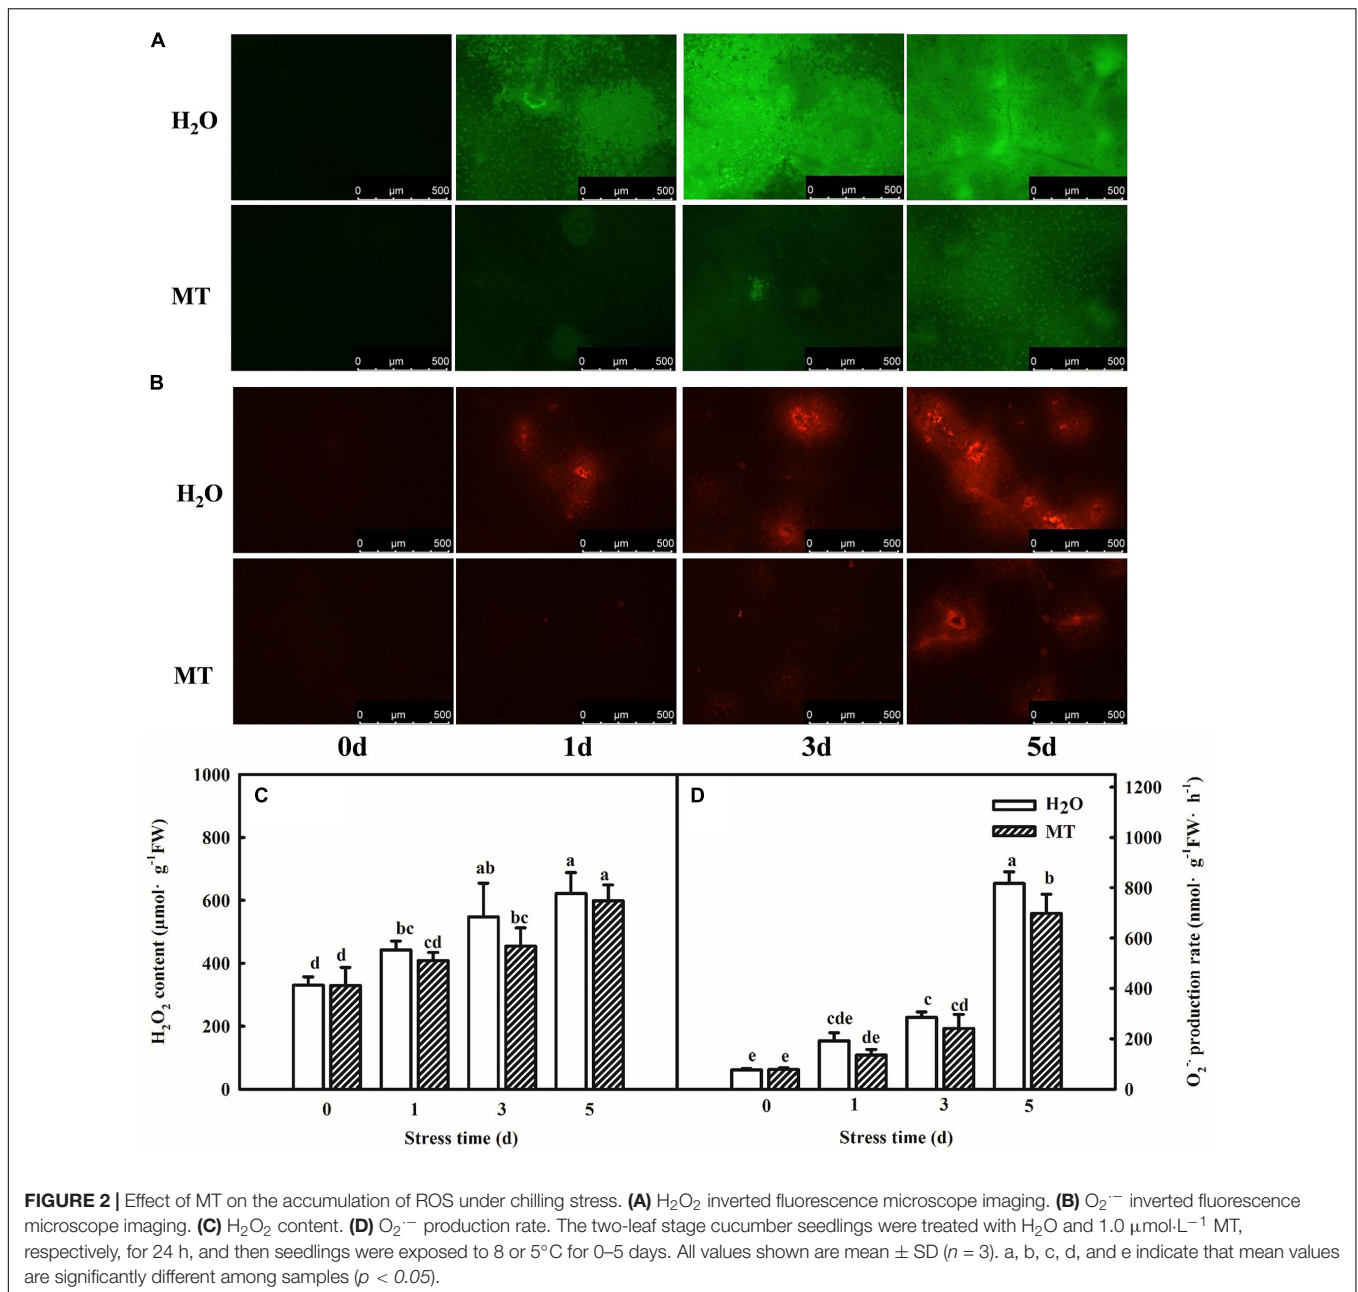 A
H₂O
0 µm 500
0 µm 500
0 µm 500
0 µm 500
MT
0 µm 500
0 µm 500
0 µm 500
0 µm 500
B
H₂O
0 µm 500
0 µm 500
0 µm 500
0 µm 500
MT
0 µm 500
0 µm 500
0 µm 500
0 µm 500
0d 1d 3d 5d
C
H₂O₂ content (µmol· g⁻¹FW)
1000
800
600
400
200
0
d d bc cd ab bc a a
0 1 3 5
Stress time (d)
D
H₂O
MT
e e cde de c cd a b
0 1 3 5
Stress time (d)
1200
1000
800
600
400
200
0
O₂·⁻ production rate (nmol· g⁻¹FW· h⁻¹)
FIGURE 2 | Effect of MT on the accumulation of ROS under chilling stress. (A) H₂O₂ inverted fluorescence microscope imaging. (B) O₂·⁻ inverted fluorescence
microscope imaging. (C) H₂O₂ content. (D) O₂·⁻ production rate. The two-leaf stage cucumber seedlings were treated with H₂O and 1.0 μmol·L⁻¹ MT,
respectively, for 24 h, and then seedlings were exposed to 8 or 5°C for 0–5 days. All values shown are mean ± SD (n = 3). a, b, c, d, and e indicate that mean values
are significantly different among samples (p < 0.05).